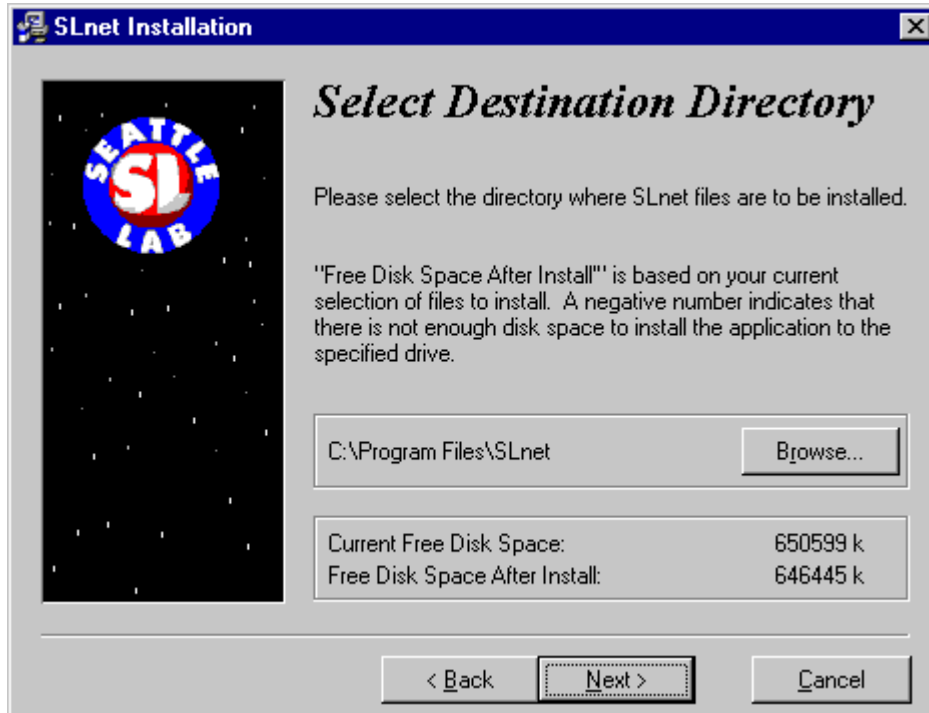 SLnet Installation
SEATTLE
SL
LAB
Select Destination Directory
Please select the directory where SLnet files are to be installed.
"Free Disk Space After Install"' is based on your current
selection of files to install.  A negative number indicates that
there is not enough disk space to install the application to the
specified drive.
C:\Program Files\SLnet
Browse...
Current Free Disk Space: 650599 k
Free Disk Space After Install: 646445 k
< Back
Next >
Cancel